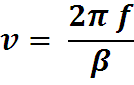 υ = 2π f / β